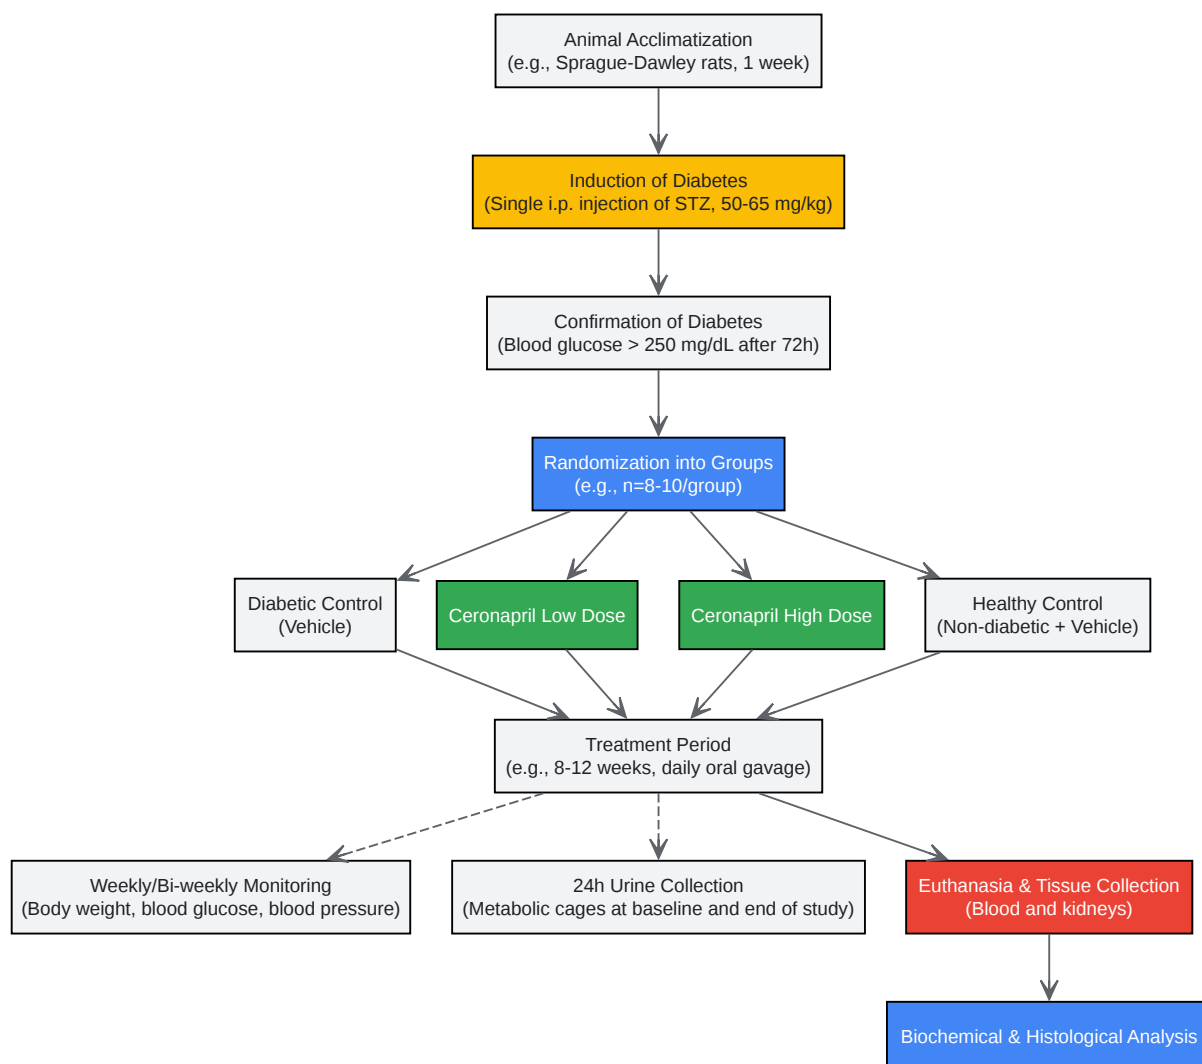 Animal Acclimatization
(e.g., Sprague-Dawley rats, 1 week)
Induction of Diabetes
(Single i.p. injection of STZ, 50-65 mg/kg)
Confirmation of Diabetes
(Blood glucose > 250 mg/dL after 72h)
Randomization into Groups
(e.g., n=8-10/group)
Diabetic Control
(Vehicle)
Ceronapril Low Dose
Ceronapril High Dose
Healthy Control
(Non-diabetic + Vehicle)
Treatment Period
(e.g., 8-12 weeks, daily oral gavage)
Weekly/Bi-weekly Monitoring
(Body weight, blood glucose, blood pressure)
24h Urine Collection
(Metabolic cages at baseline and end of study)
Euthanasia & Tissue Collection
(Blood and kidneys)
Biochemical & Histological Analysis